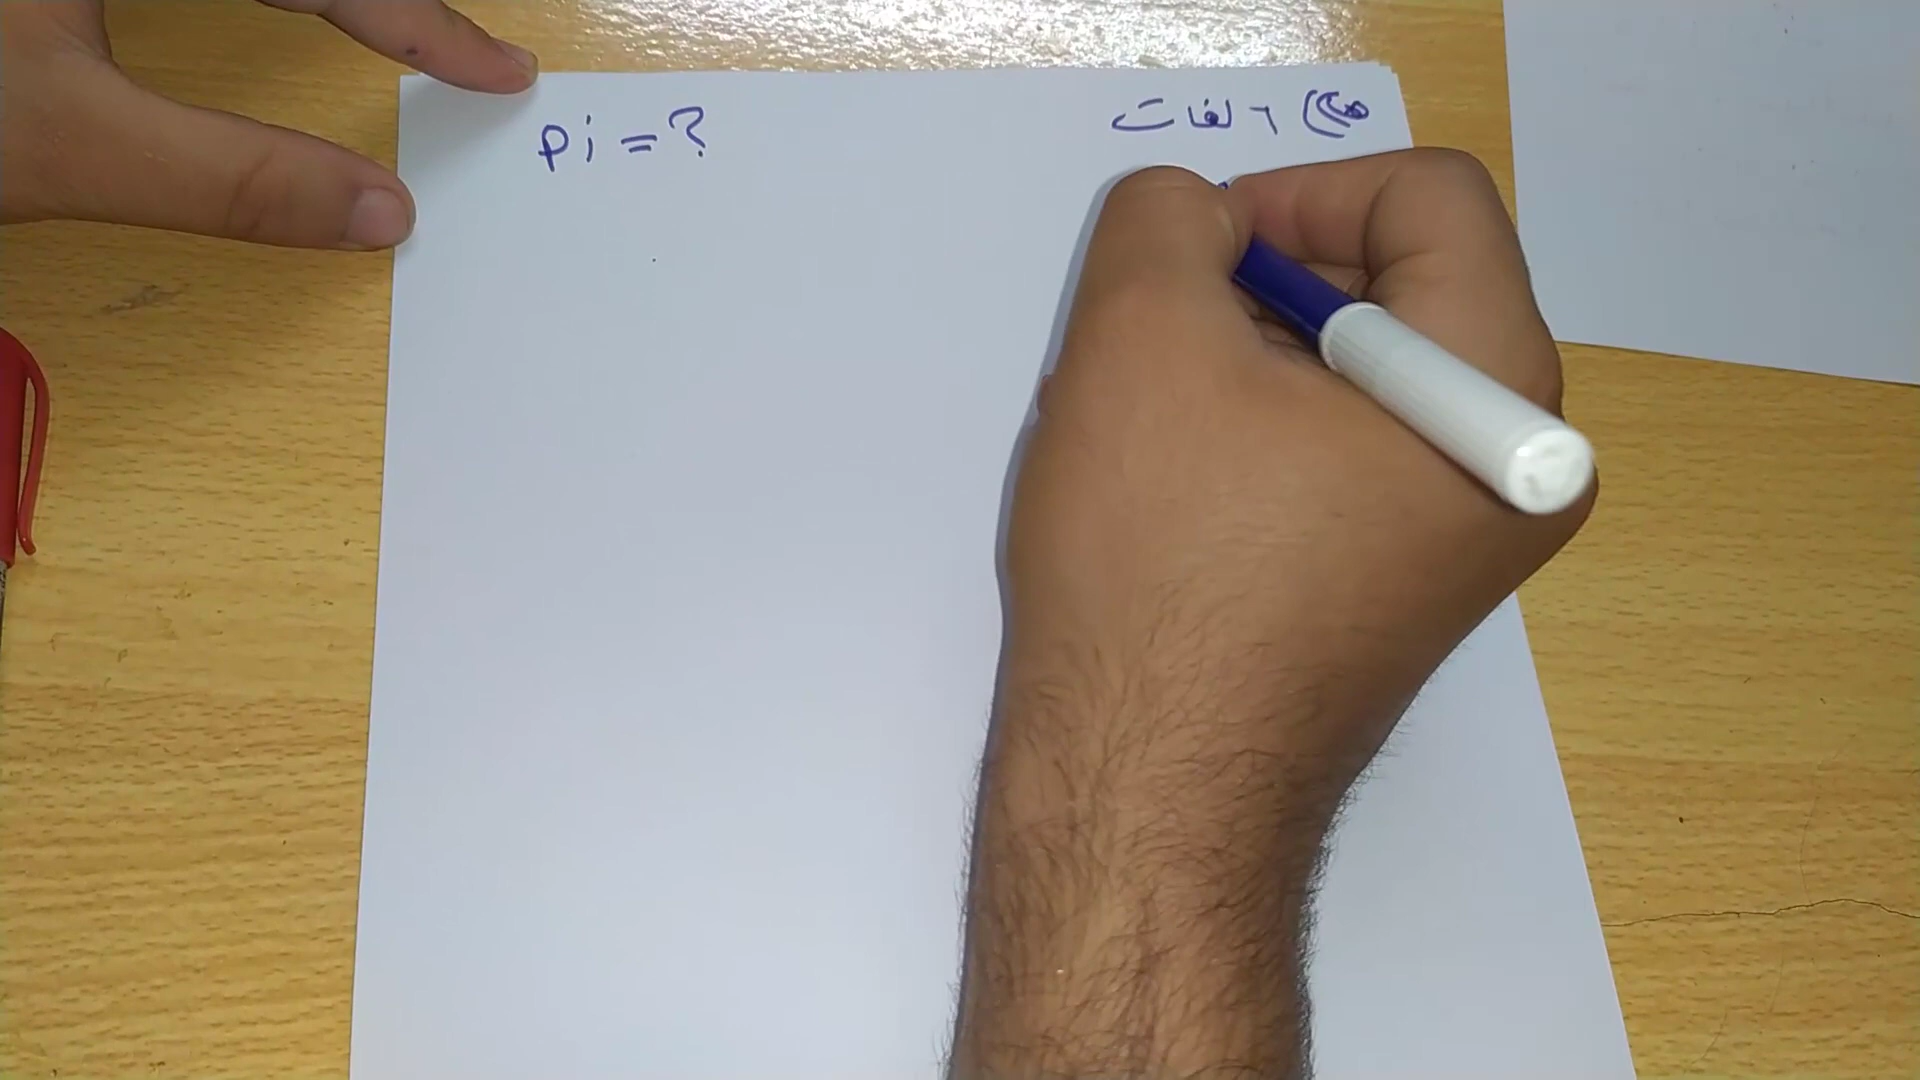 pi = ?
٦ لفات